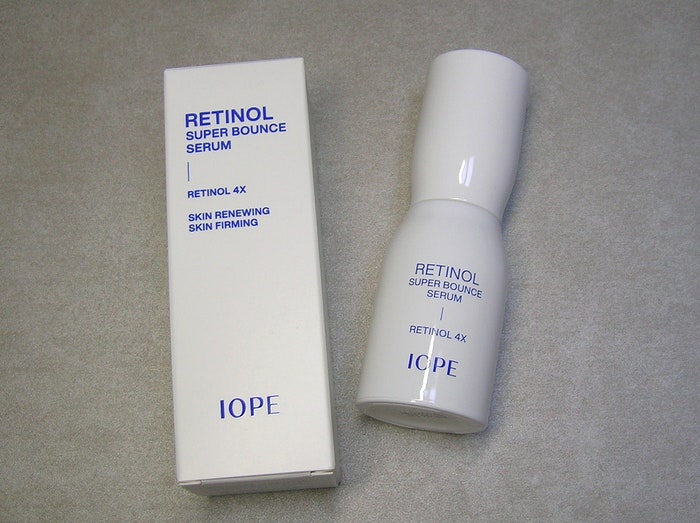 RETINOL
SUPER BOUNCE
SERUM
RETINOL 4X
SKIN RENEWING
SKIN FIRMING
IOPE
RETINOL
SUPER BOUNCE
SERUM
RETINOL 4X
IOPE